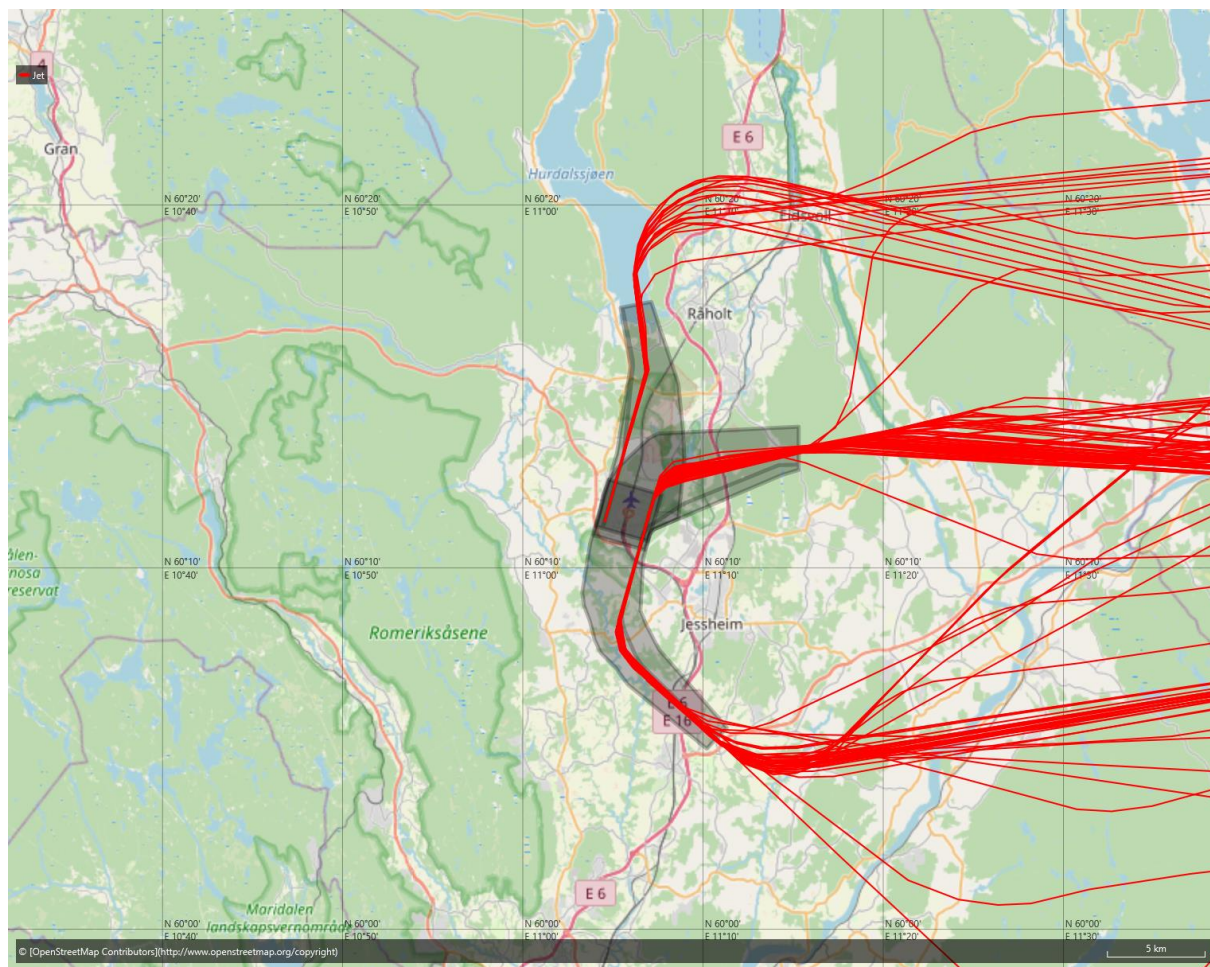 4
Jet
Gran
E 6
Hurdalssjøen
N 60°20'
E 10°40'
N 60°20'
E 10°50'
N 60°20'
E 11°00'
N 60°20'
N 60°20'
N 60°20'
Råholt
N 60°10'
E 10°40'
N 60°10'
E 10°50'
N 60°10'
E 11°00'
N 60°10'
E 11°10'
N 60°10'
E 11°20'
N 60°10'
E 11°30'
reservat
Romeriksåsene
Jessheim
E 16
E 6
Maridalen
landskapsvernområde
N 60°00'
E 10°40'
N 60°00'
E 10°50'
N 60°00'
E 11°00'
N 60°00'
E 11°10'
N 60°00'
E 11°20'
N 60°00'
E 11°30'
© [OpenStreetMap Contributors](http://www.openstreetmap.org/copyright)
5 km